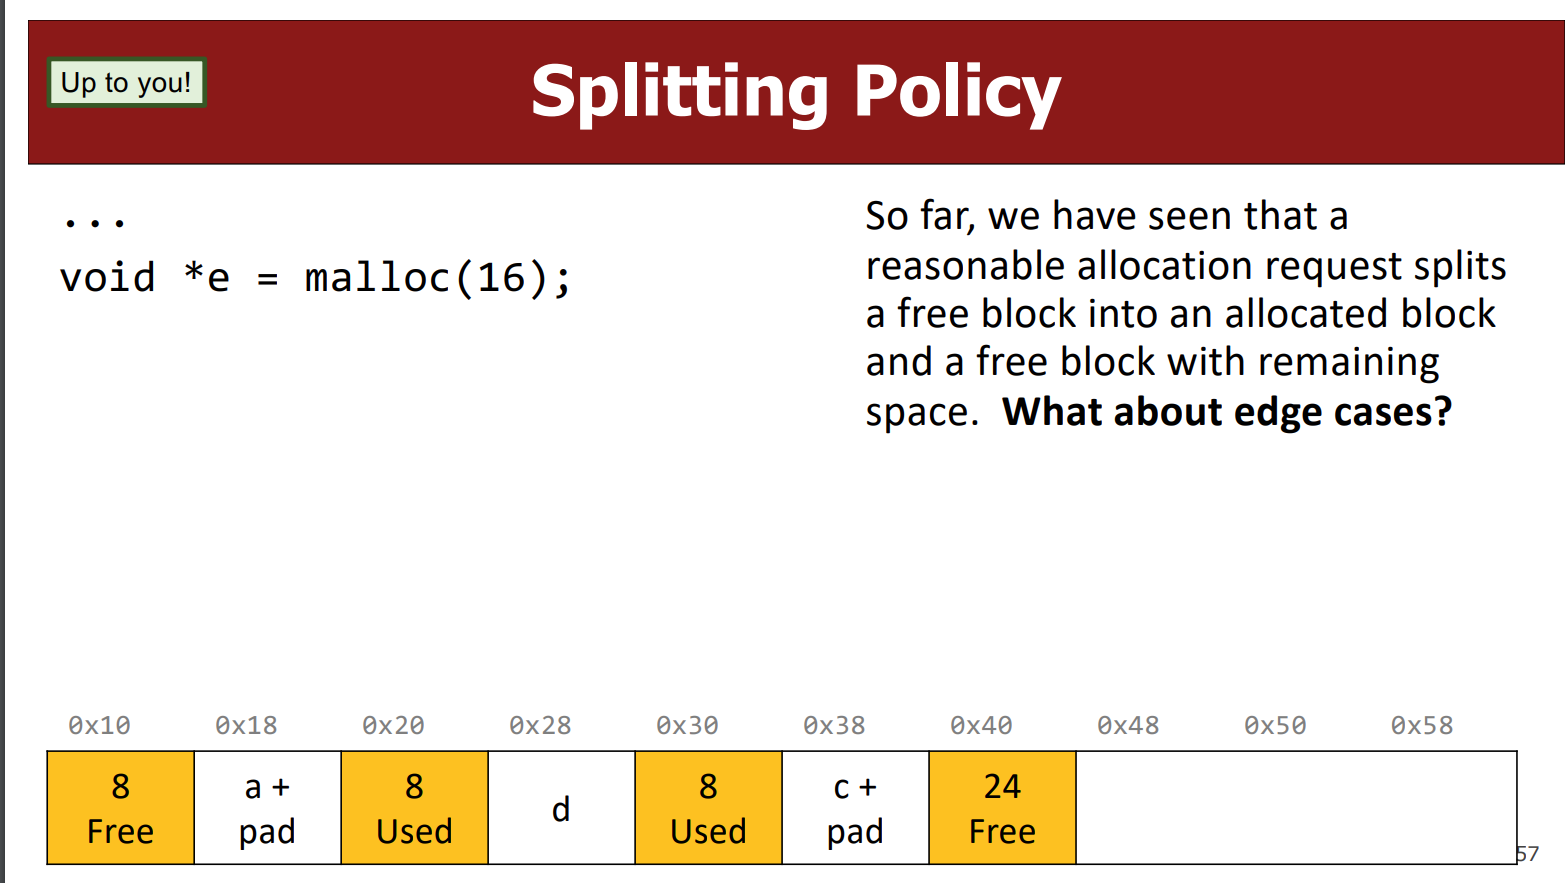 Up to you!
Splitting Policy
...
void *e = malloc(16);
So far, we have seen that a
reasonable allocation request splits
a free block into an allocated block
and a free block with remaining
space. What about edge cases?
0x10 0x18 0x20 0x28 0x30 0x38 0x40 0x48 0x50 0x58
8 a + 8 d 8 c + 24
Free pad Used Used pad Free
57